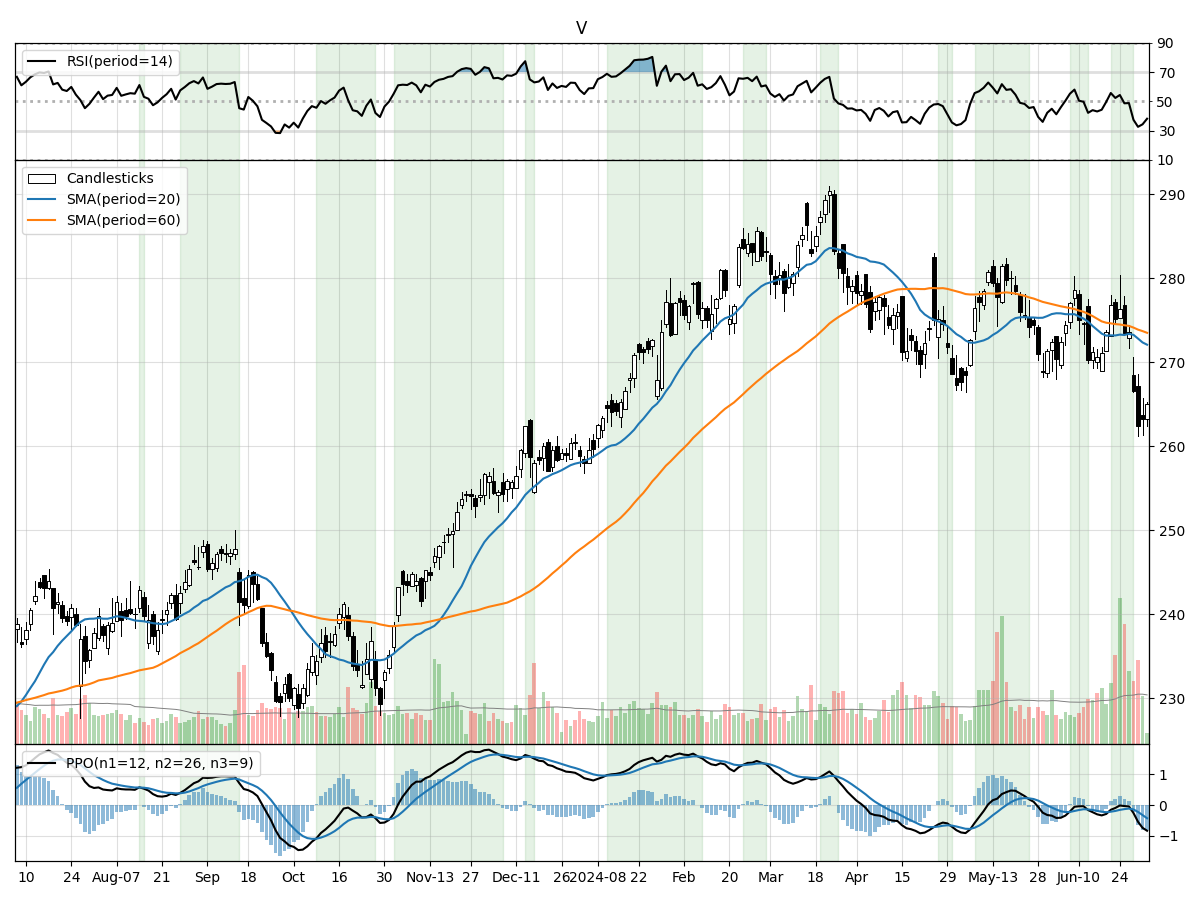 V
RSI(period=14)
90
70
50
30
10
Candlesticks
SMA(period=20)
SMA(period=60)
290
280
270
260
250
240
230
PPO(n1=12, n2=26, n3=9)
1
0
−1
10 24 Aug-07 21 Sep 18 Oct 16 30 Nov-13 27 Dec-11 26 2024-08 22 Feb 20 Mar 18 Apr 15 29 May-13 28 Jun-10 24